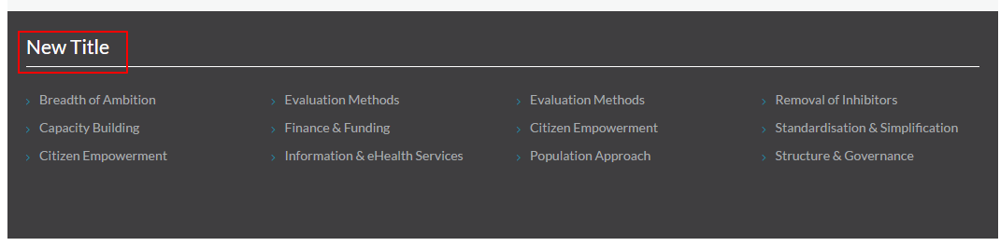 New Title
Breadth of Ambition
Capacity Building
Citizen Empowerment
Evaluation Methods
Finance & Funding
Information & eHealth Services
Evaluation Methods
Citizen Empowerment
Population Approach
Removal of Inhibitors
Standardisation & Simplification
Structure & Governance